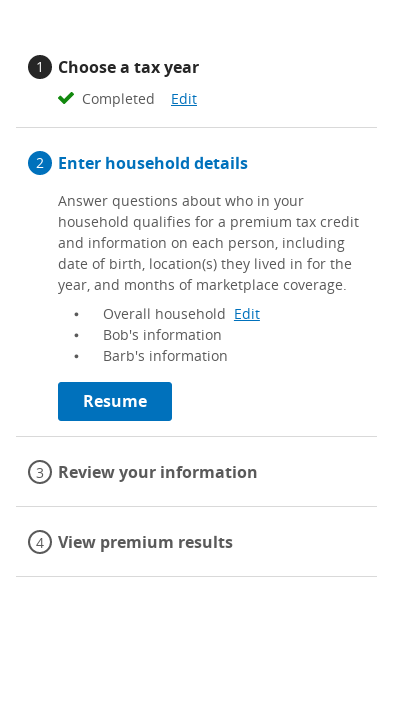 1 Choose a tax year
Completed Edit
2 Enter household details
Answer questions about who in your
household qualifies for a premium tax credit
and information on each person, including
date of birth, location(s) they lived in for the
year, and months of marketplace coverage.
• Overall household Edit
• Bob's information
• Barb's information
Resume
3 Review your information
4 View premium results